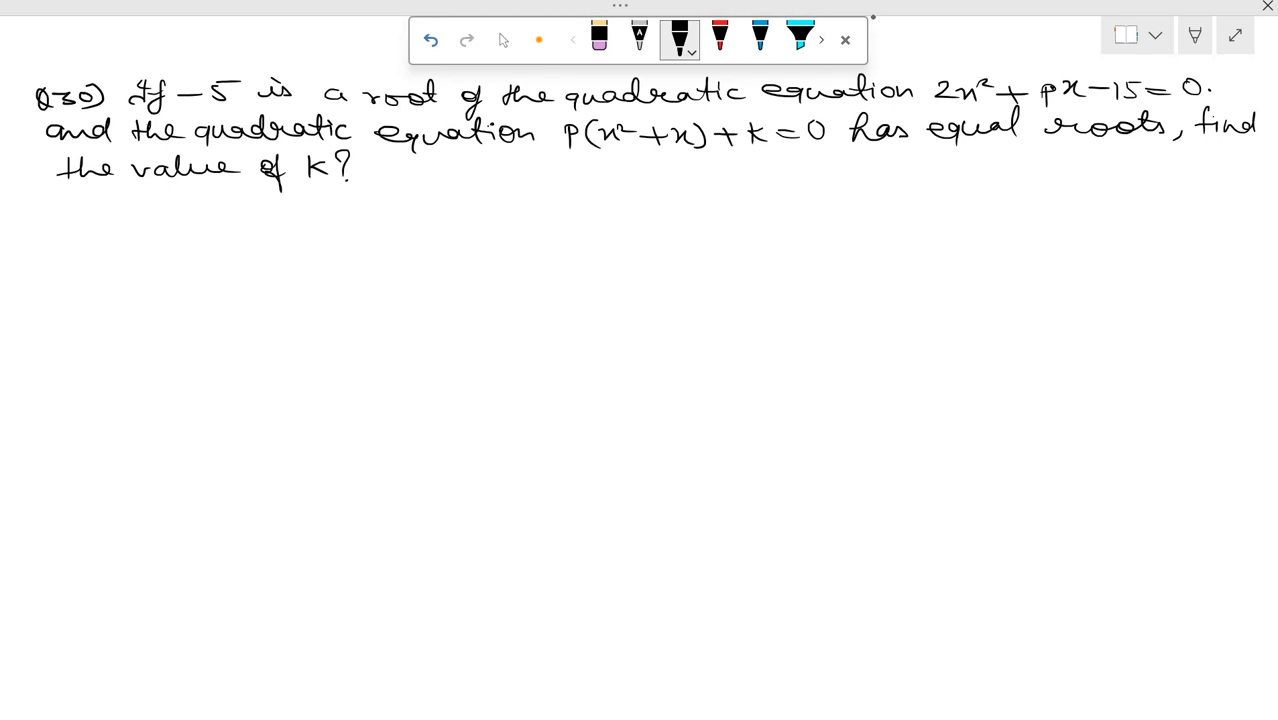 Q30) If -5 is a root of the quadratic equation 2x²+ px-15=0.
and the quadratic equation p(x²+x)+k=0 has equal roots, find
the value of k?